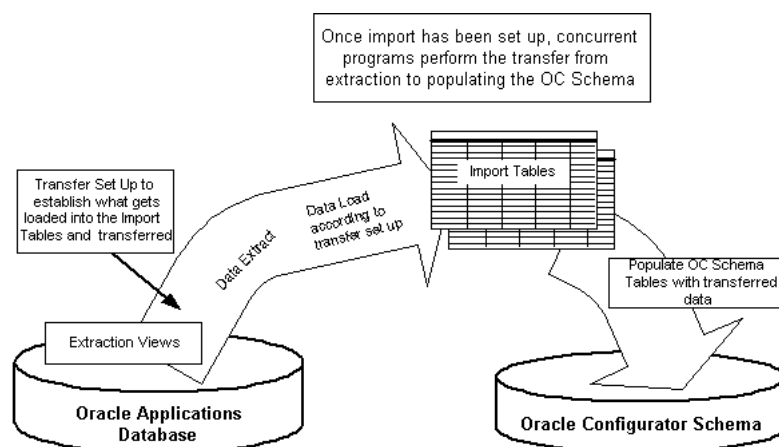 Once import has been set up, concurrent
programs perform the transfer from
extraction to populating the OC Schema
Transfer Set Up to
establish what gets
loaded into the Import
Tables and transferred
Import Tables
Data Load
according to
transfer set up
Data Extract
Populate OC Schema
Tables with transferred
data
Extraction Views
Oracle Applications
Database
Oracle Configurator Schema